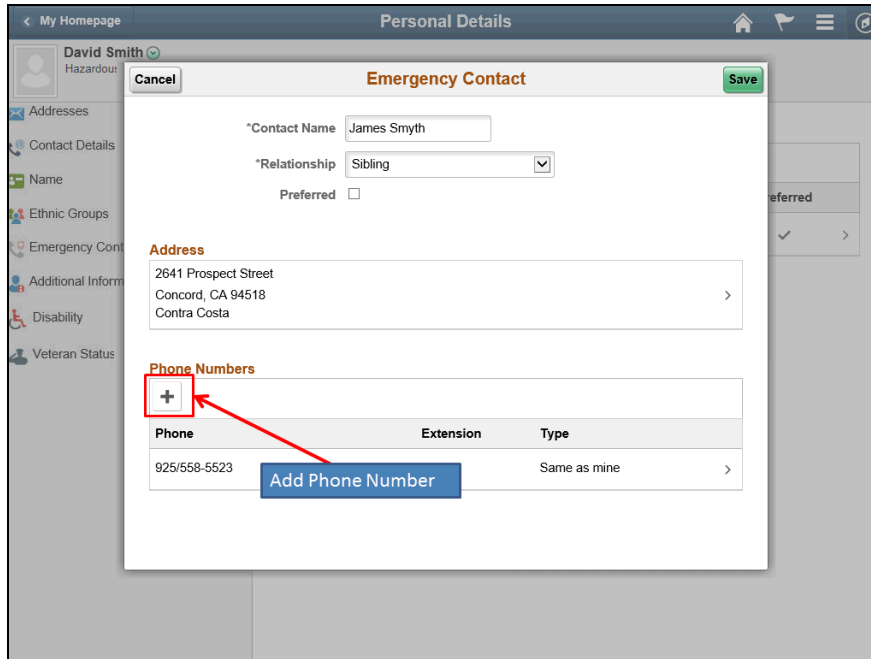 My Homepage
Personal Details
David Smith
Hazardous
Cancel
Emergency Contact
Save
Addresses
Contact Details
Name
Ethnic Groups
Emergency Cont
Additional Inform
Disability
Veteran Status
*Contact Name James Smyth
*Relationship Sibling
Preferred
eferred
Address
2641 Prospect Street
Concord, CA 94518
Contra Costa
Phone Numbers
+
Phone Extension Type
925/558-5523 Same as mine
Add Phone Number